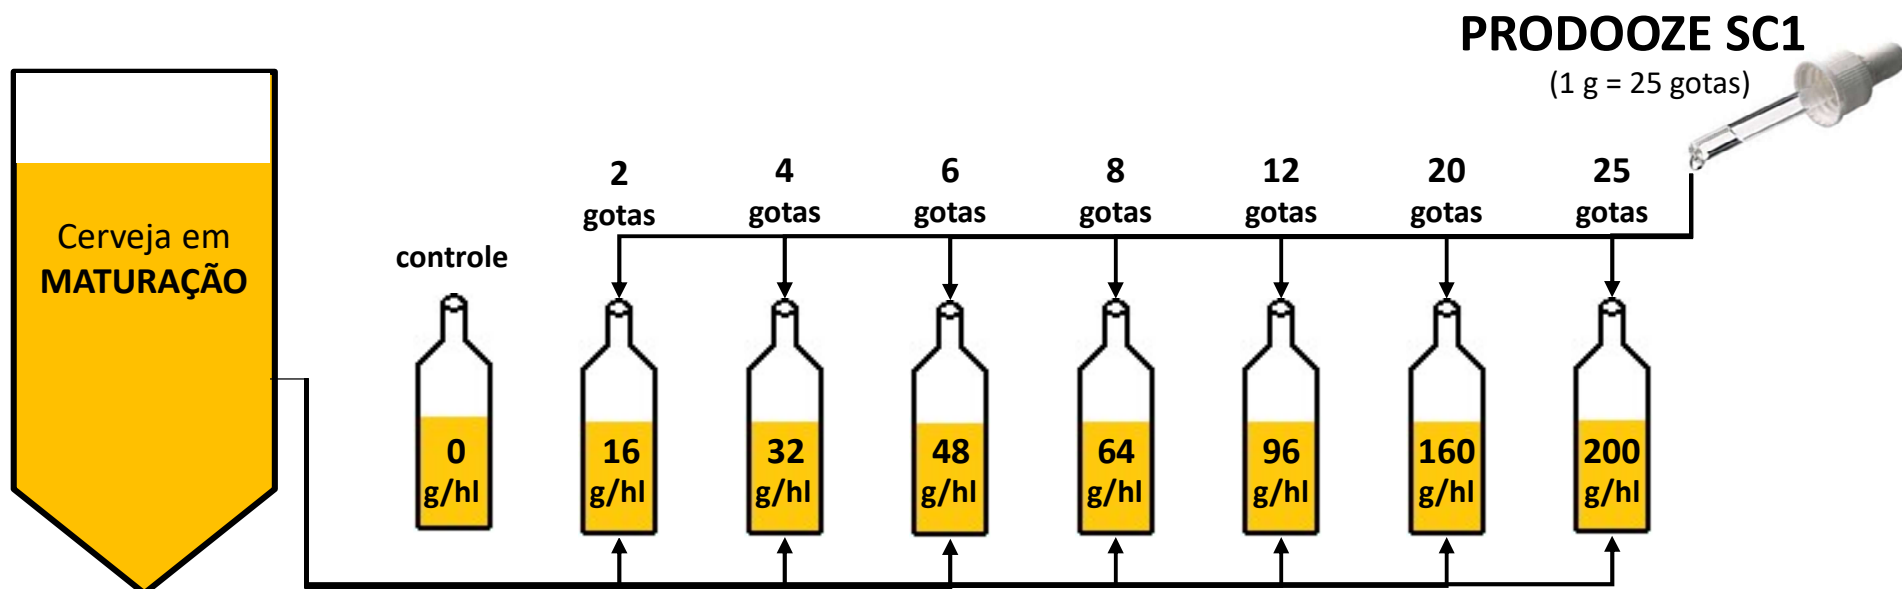 PRODOOZE SC1
(1 g = 25 gotas)
Cerveja em
MATURAÇÃO
controle
2
gotas
4
gotas
6
gotas
8
gotas
12
gotas
20
gotas
25
gotas
0
g/hl
16
g/hl
32
g/hl
48
g/hl
64
g/hl
96
g/hl
160
g/hl
200
g/hl